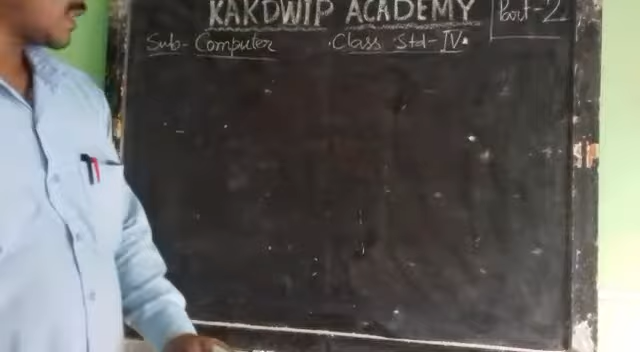 KAKDWIP ACADEMY
Part-2
Sub- Computer
Class Std- IV